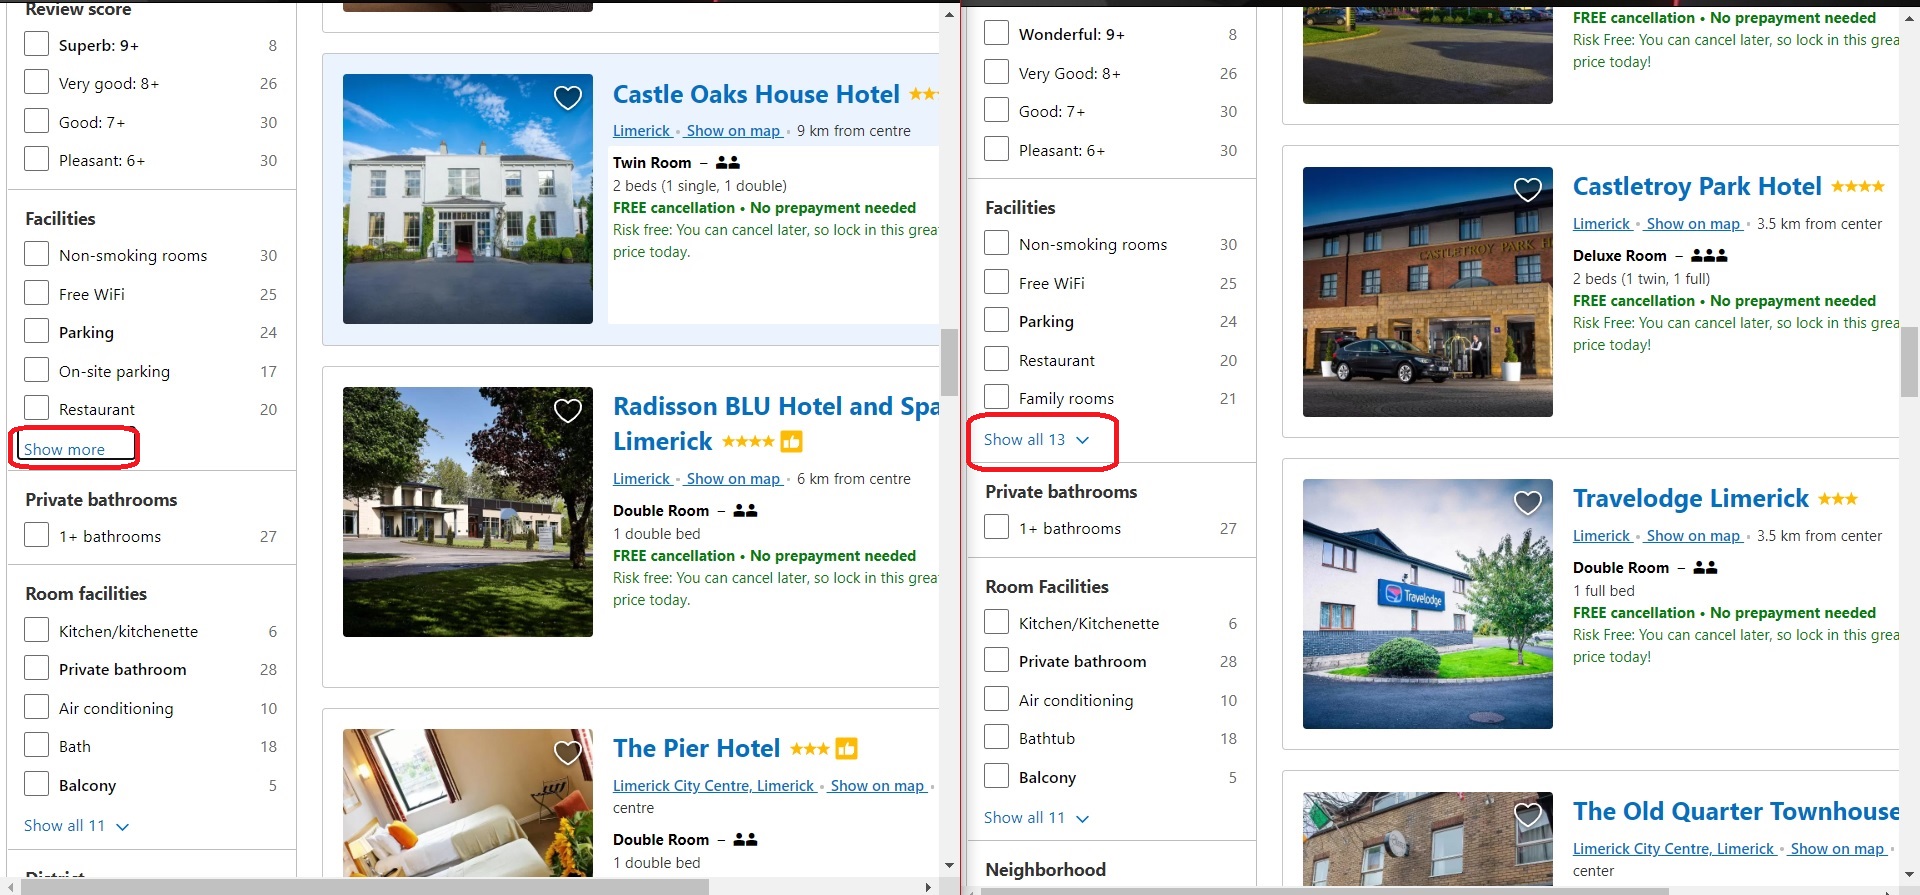 Review score
Superb: 9+ 8
Very good: 8+ 26
Good: 7+ 30
Pleasant: 6+ 30
Facilities
Non-smoking rooms 30
Free WiFi 25
Parking 24
On-site parking 17
Restaurant 20
Show more
Private bathrooms
1+ bathrooms 27
Room facilities
Kitchen/kitchenette 6
Private bathroom 28
Air conditioning 10
Bath 18
Balcony 5
Show all 11
District
Castle Oaks House Hotel
Limerick • Show on map • 9 km from centre
Twin Room –
2 beds (1 single, 1 double)
FREE cancellation • No prepayment needed
Risk free: You can cancel later, so lock in this grea
price today.
Radisson BLU Hotel and Spa
Limerick
Limerick • Show on map • 6 km from centre
Double Room –
1 double bed
FREE cancellation • No prepayment needed
Risk free: You can cancel later, so lock in this grea
price today.
The Pier Hotel
Limerick City Centre, Limerick • Show on map •
centre
Double Room –
1 double bed
Wonderful: 9+ 8
Very Good: 8+ 26
Good: 7+ 30
Pleasant: 6+ 30
Facilities
Non-smoking rooms 30
Free WiFi 25
Parking 24
Restaurant 20
Family rooms 21
Show all 13
Private bathrooms
1+ bathrooms 27
Room Facilities
Kitchen/Kitchenette 6
Private bathroom 28
Air conditioning 10
Bathtub 18
Balcony 5
Show all 11
Neighborhood
FREE cancellation • No prepayment needed
Risk Free: You can cancel later, so lock in this grea
price today!
CASTLETROY PARK H
Castletroy Park Hotel
Limerick • Show on map • 3.5 km from center
Deluxe Room –
2 beds (1 twin, 1 full)
FREE cancellation • No prepayment needed
Risk Free: You can cancel later, so lock in this grea
price today!
Travelodge
Travelodge Limerick
Limerick • Show on map • 3.5 km from center
Double Room –
1 full bed
FREE cancellation • No prepayment needed
Risk Free: You can cancel later, so lock in this grea
price today!
The Old Quarter Townhouse
Limerick City Centre, Limerick • Show on map •
center